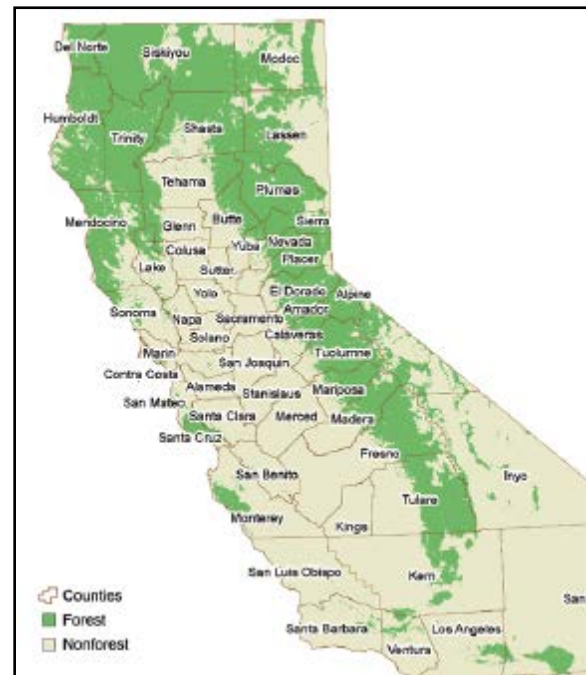 Del Norte
Siskiyou
Modoc
Humboldt
Trinity
Shasta
Lassen
Tehama
Plumas
Mendocino
Glenn
Butte
Sierra
Colusa
Yuba
Nevada
Lake
Sutter
Placer
Sonoma
Yolo
El Dorado
Alpine
Napa
Sacramento
Amador
Solano
Calaveras
Marin
San Joaquin
Tuolumne
Contra Costa
Alameda
Stanislaus
Mariposa
San Mateo
Santa Clara
Merced
Madera
Santa Cruz
Fresno
San Benito
Inyo
Tulare
Monterey
Kings
San Luis Obispo
Kern
San
Counties
Forest
Santa Barbara
Los Angeles
Nonforest
Ventura